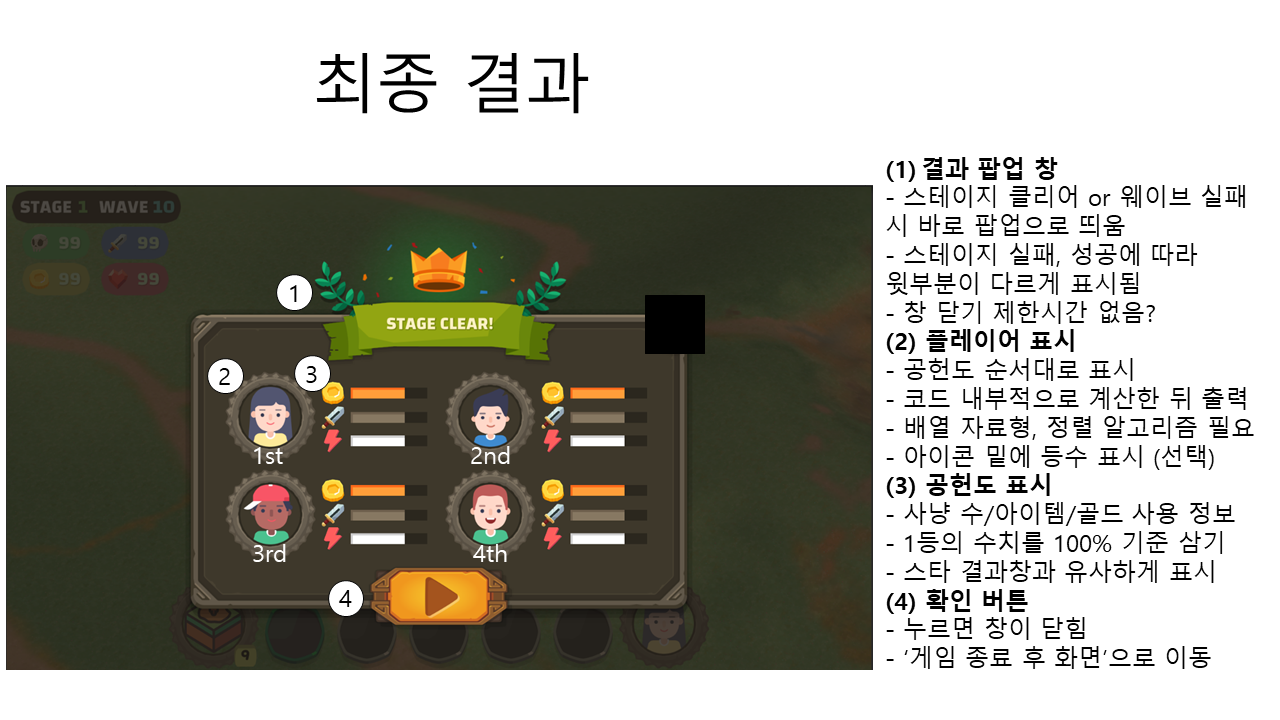 최종 결과
STAGE 1 WAVE 10
99 99
99 99
1
STAGE CLEAR!
2
3
1st
2nd
3rd
4th
4
9
(1) 결과 팝업 창
- 스테이지 클리어 or 웨이브 실패
시 바로 팝업으로 띄움
- 스테이지 실패, 성공에 따라
윗부분이 다르게 표시됨
- 창 닫기 제한시간 없음?
(2) 플레이어 표시
- 공헌도 순서대로 표시
- 코드 내부적으로 계산한 뒤 출력
- 배열 자료형, 정렬 알고리즘 필요
- 아이콘 밑에 등수 표시 (선택)
(3) 공헌도 표시
- 사냥 수/아이템/골드 사용 정보
- 1등의 수치를 100% 기준 삼기
- 스타 결과창과 유사하게 표시
(4) 확인 버튼
- 누르면 창이 닫힘
- ‘게임 종료 후 화면’으로 이동